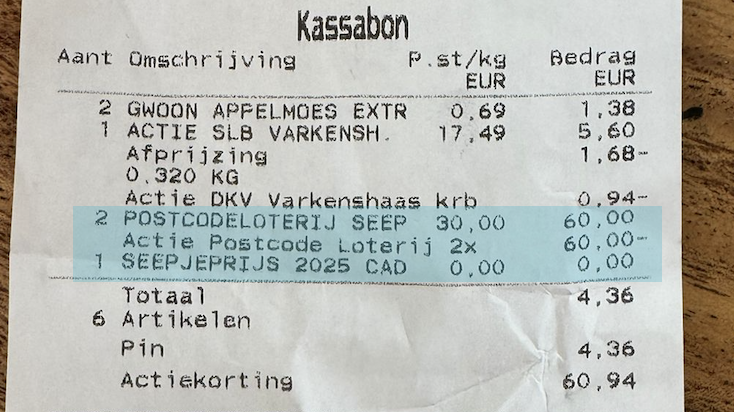 Kassabon
Aant Omschrijving P.st/kg Bedrag
EUR EUR
2 GWOON APPELMOES EXTR 0,69 1,38
1 ACTIE SLB VARKENSH. 17,49 5,60
Afprijzing 1,68-
0.320 KG
Actie DKV Varkenshaas krb 0,94-
2 POSTCODELOTERIJ SEEP 30,00 60,00
Actie Postcode Loterij 2x 60,00-
1 SEEPJEPRIJS 2025 CAD 0,00 0,00
Totaal 4,36
6 Artikelen
Pin 4,36
Actiekorting 60,94